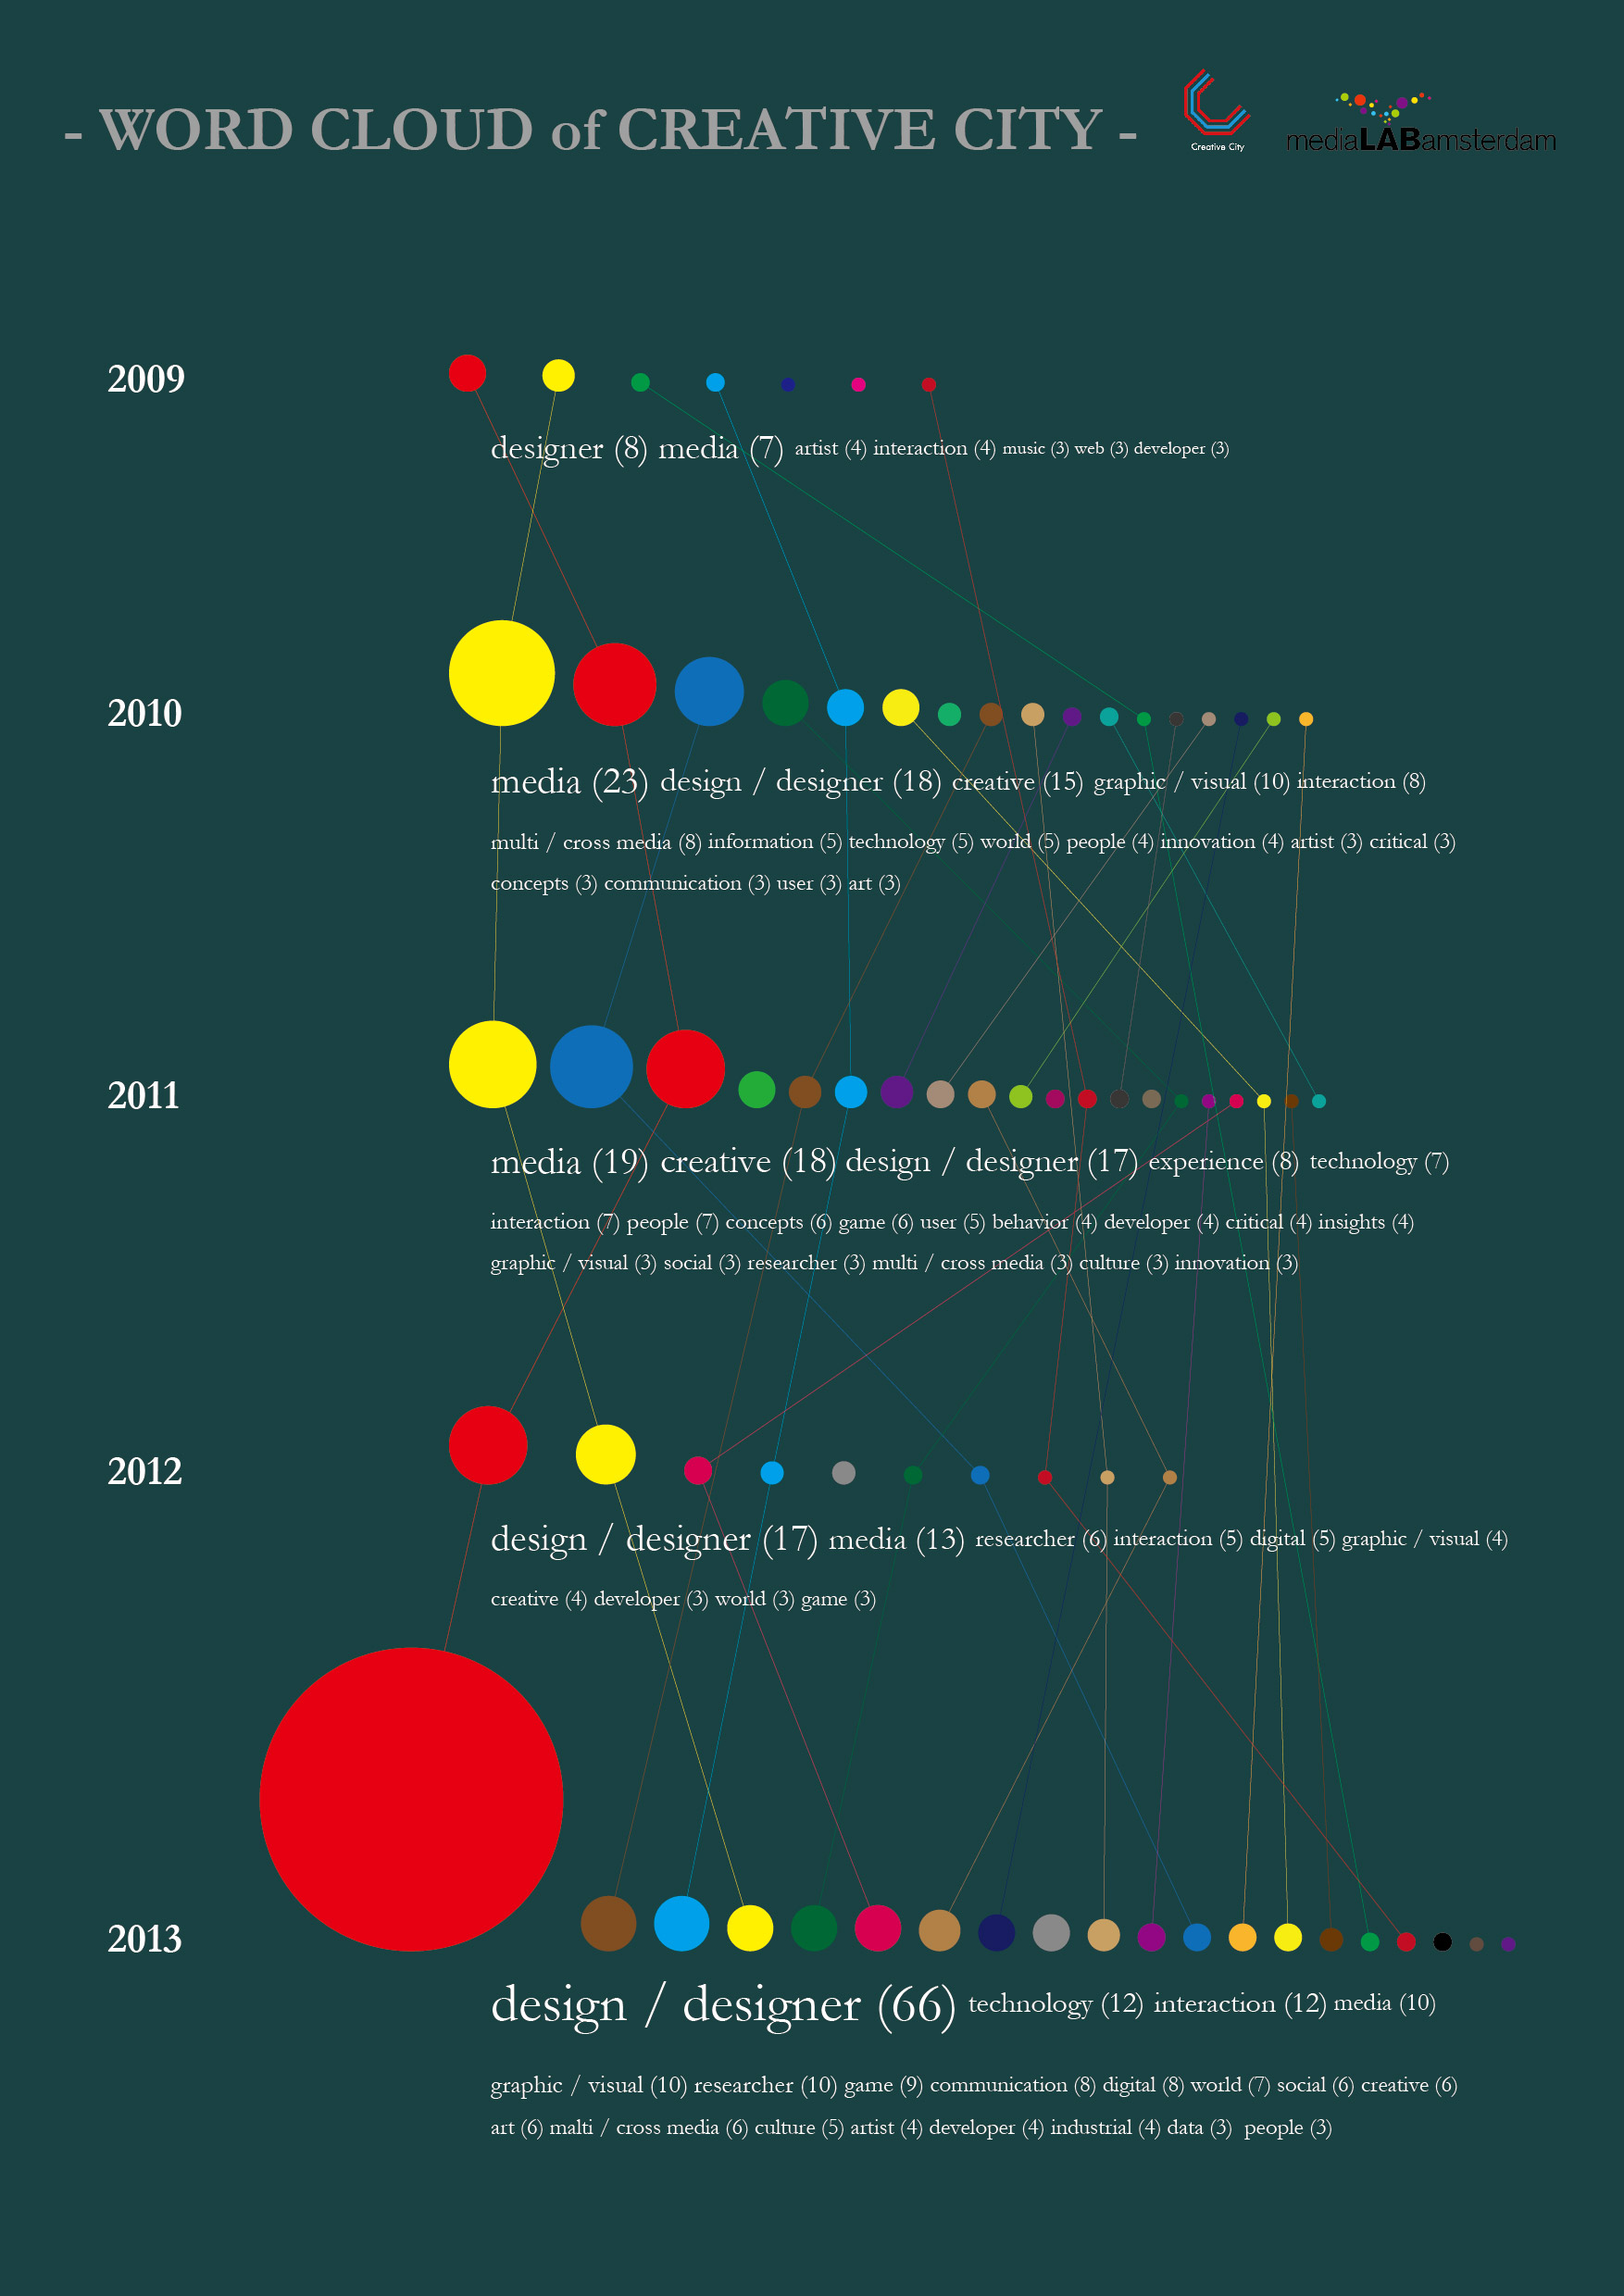 - WORD CLOUD of CREATIVE CITY -
Creative City
mediaLABamsterdam
2009
designer (8) media (7) artist (4) interaction (4) music (3) web (3) developer (3)
2010
media (23) design / designer (18) creative (15) graphic / visual (10) interaction (8)
multi / cross media (8) information (5) technology (5) world (5) people (4) innovation (4) artist (3) critical (3)
concepts (3) communication (3) user (3) art (3)
2011
media (19) creative (18) design / designer (17) experience (8) technology (7)
interaction (7) people (7) concepts (6) game (6) user (5) behavior (4) developer (4) critical (4) insights (4)
graphic / visual (3) social (3) researcher (3) multi / cross media (3) culture (3) innovation (3)
2012
design / designer (17) media (13) researcher (6) interaction (5) digital (5) graphic / visual (4)
creative (4) developer (3) world (3) game (3)
2013
design / designer (66) technology (12) interaction (12) media (10)
graphic / visual (10) researcher (10) game (9) communication (8) digital (8) world (7) social (6) creative (6)
art (6) malti / cross media (6) culture (5) artist (4) developer (4) industrial (4) data (3) people (3)